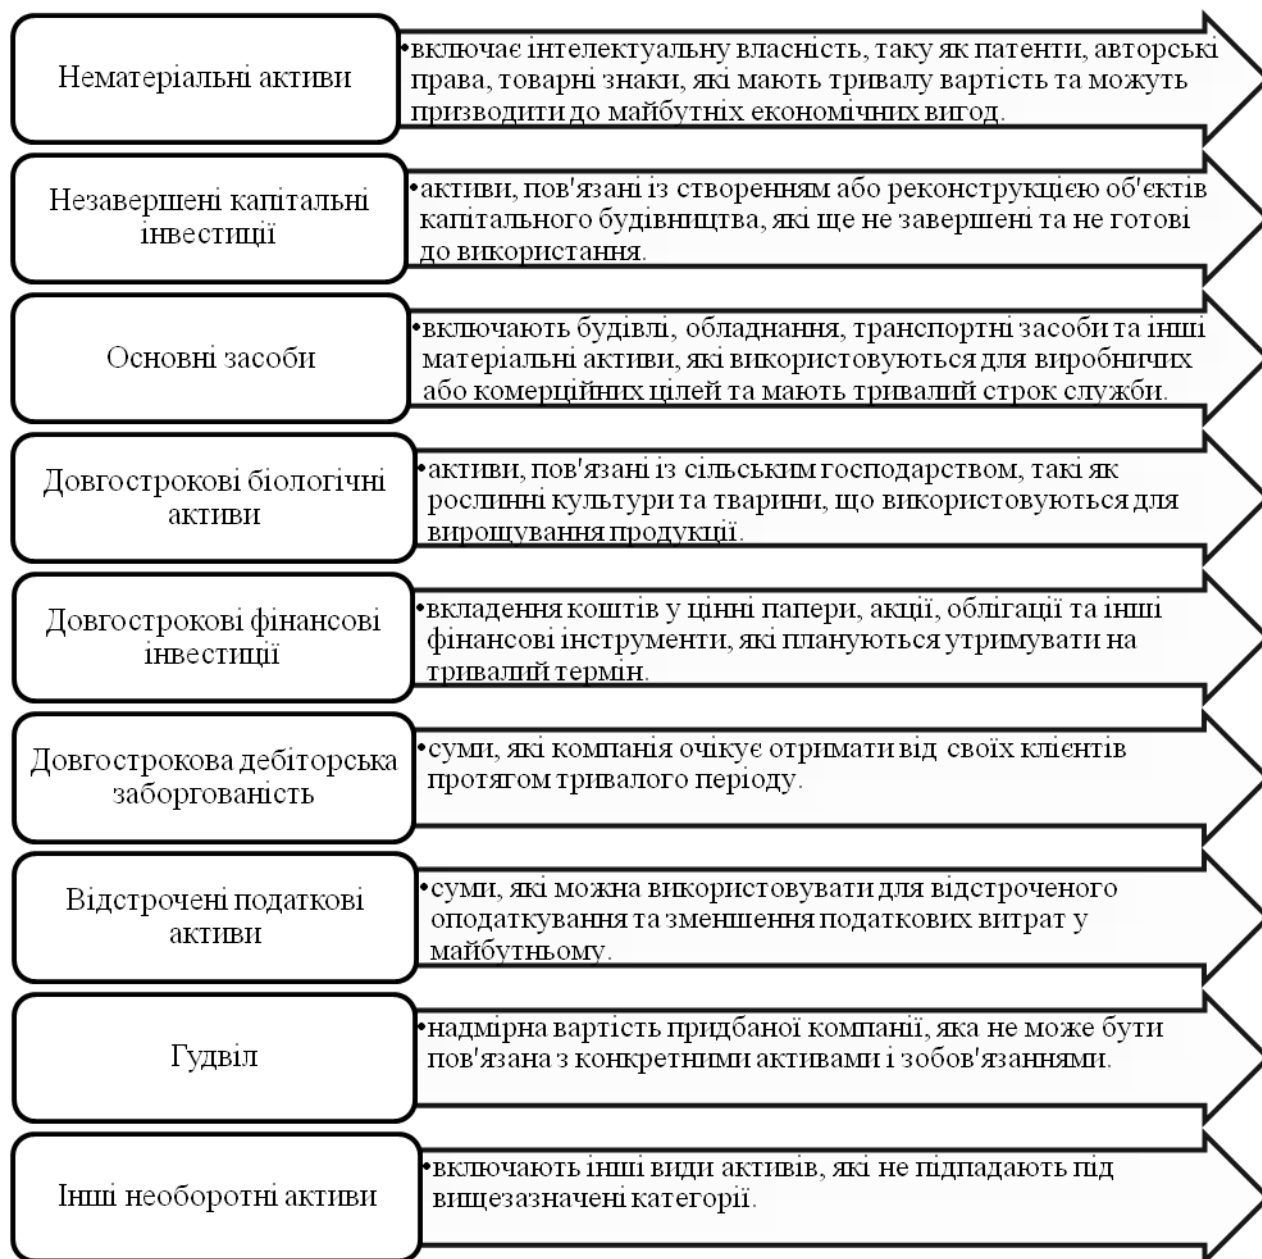 Нематеріальні активи
•включає інтелектуальну власність, таку як патенти, авторські
права, товарні знаки, які мають тривалу вартість та можуть
призводити до майбутніх економічних вигод.
Незавершені капітальні
інвестиції
•активи, пов'язані із створенням або реконструкцією об'єктів
капітального будівництва, які ще не завершені та не готові
до використання.
Основні засоби
•включають будівлі, обладнання, транспортні засоби та інші
матеріальні активи, які використовуються для виробничих
або комерційних цілей та мають тривалий строк служби.
Довгострокові біологічні
активи
•активи, пов'язані із сільським господарством, такі як
рослинні культури та тварини, що використовуються для
вирощування продукції.
Довгострокові фінансові
інвестиції
•вкладення коштів у цінні папери, акції, облігації та інші
фінансові інструменти, які плануються утримувати на
тривалий термін.
Довгострокова дебіторська
заборгованість
•суми, які компанія очікує отримати від своїх клієнтів
протягом тривалого періоду.
Відстрочені податкові
активи
•суми, які можна використовувати для відстроченого
оподаткування та зменшення податкових витрат у
майбутньому.
Гудвіл
•надмірна вартість придбаної компанії, яка не може бути
пов'язана з конкретними активами і зобов'язаннями.
Інші необоротні активи
•включають інші види активів, які не підпадають під
вищезазначені категорії.